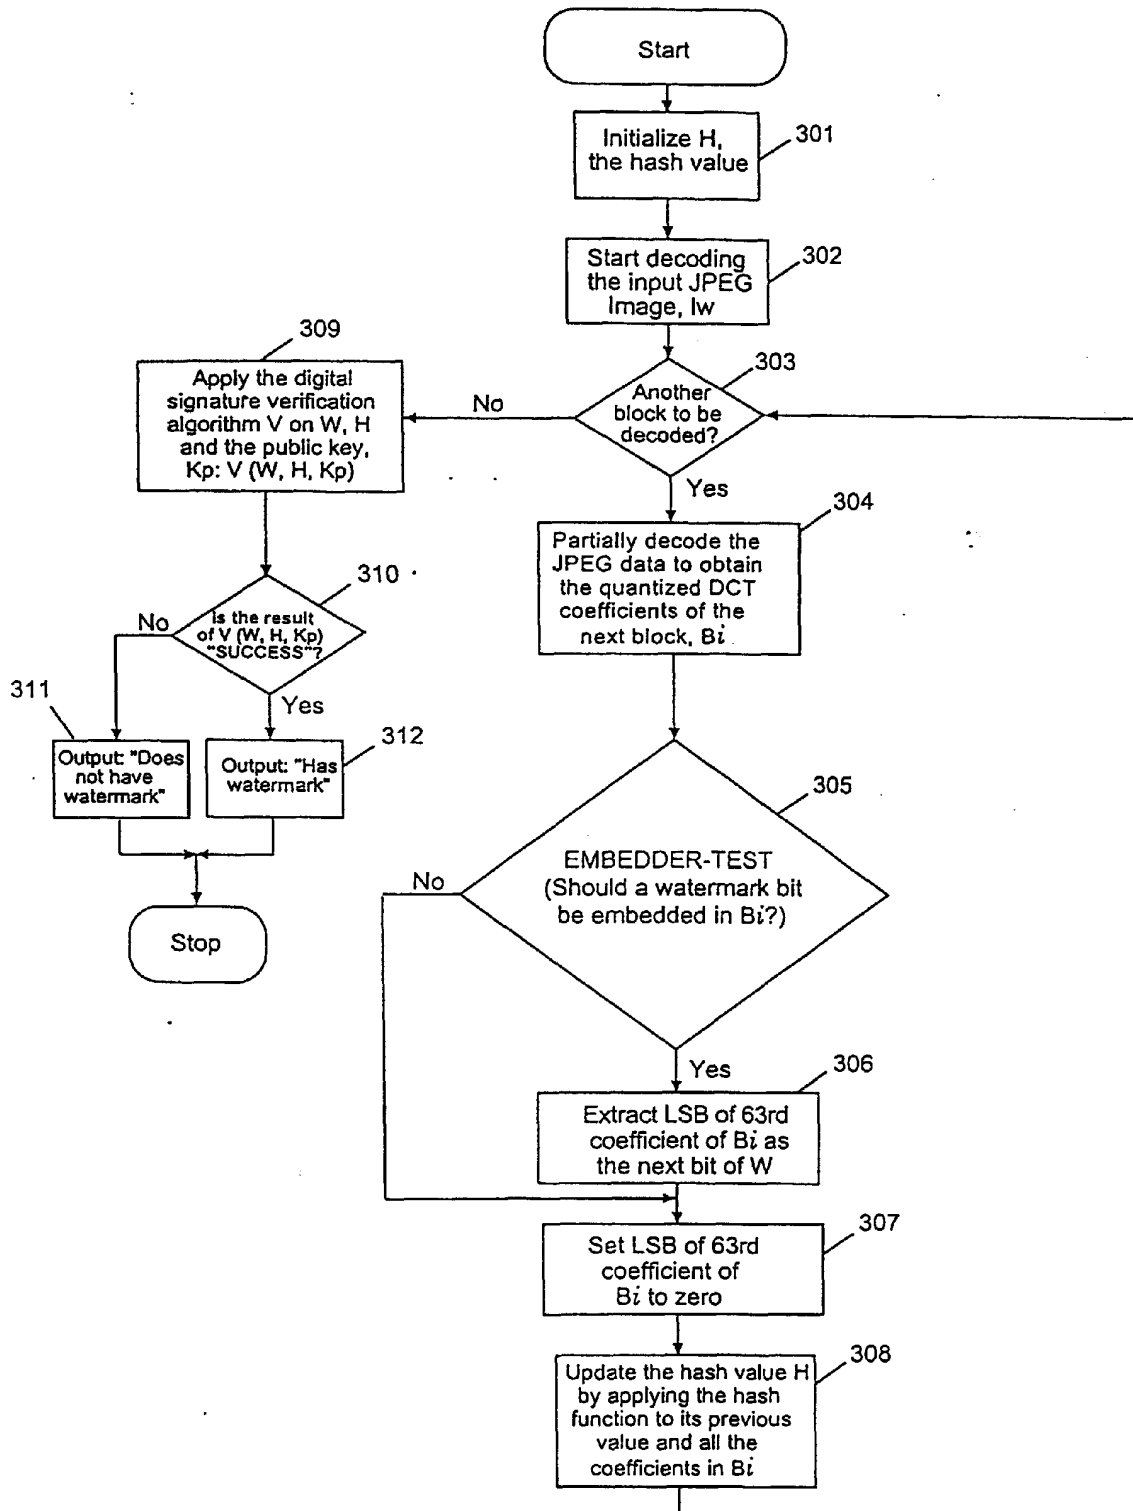 Start
Initialize H,
the hash value
301
Start decoding
the input JPEG
Image, Iw
302
303
Another
block to be
decoded?
No
Yes
309
Apply the digital
signature verification
algorithm V on W, H
and the public key,
Kp: V (W, H, Kp)
304
Partially decode the
JPEG data to obtain
the quantized DCT
coefficients of the
next block, Bi
310
Is the result
of V (W, H, Kp)
"SUCCESS"?
No
Yes
311
Output: "Does
not have
watermark"
312
Output: "Has
watermark"
Stop
305
EMBEDDER-TEST
(Should a watermark bit
be embedded in Bi?)
No
Yes
306
Extract LSB of 63rd
coefficient of Bi as
the next bit of W
307
Set LSB of 63rd
coefficient of
Bi to zero
308
Update the hash value H
by applying the hash
function to its previous
value and all the
coefficients in Bi